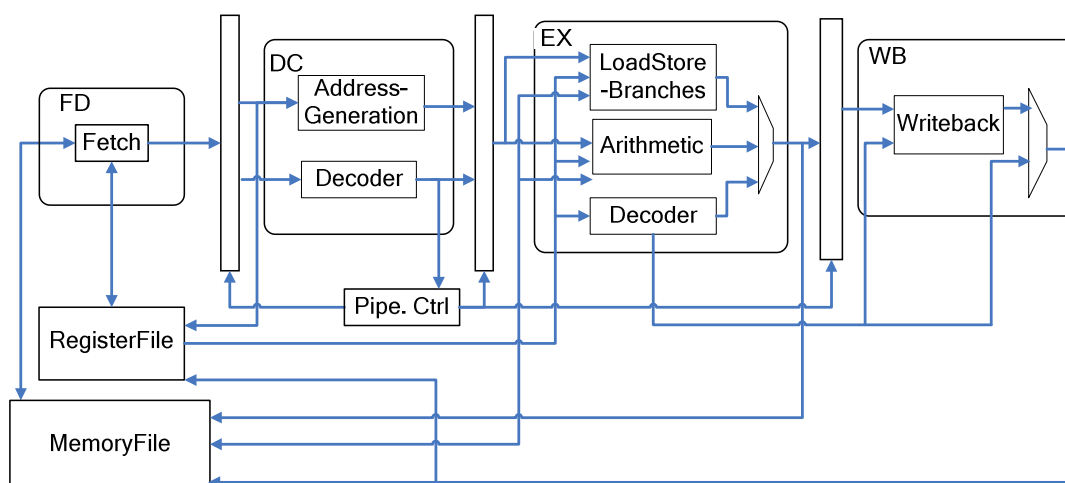 FD
Fetch
DC
Address-
Generation
Decoder
EX
LoadStore
-Branches
Arithmetic
Decoder
WB
Writeback
Pipe. Ctrl
RegisterFile
MemoryFile